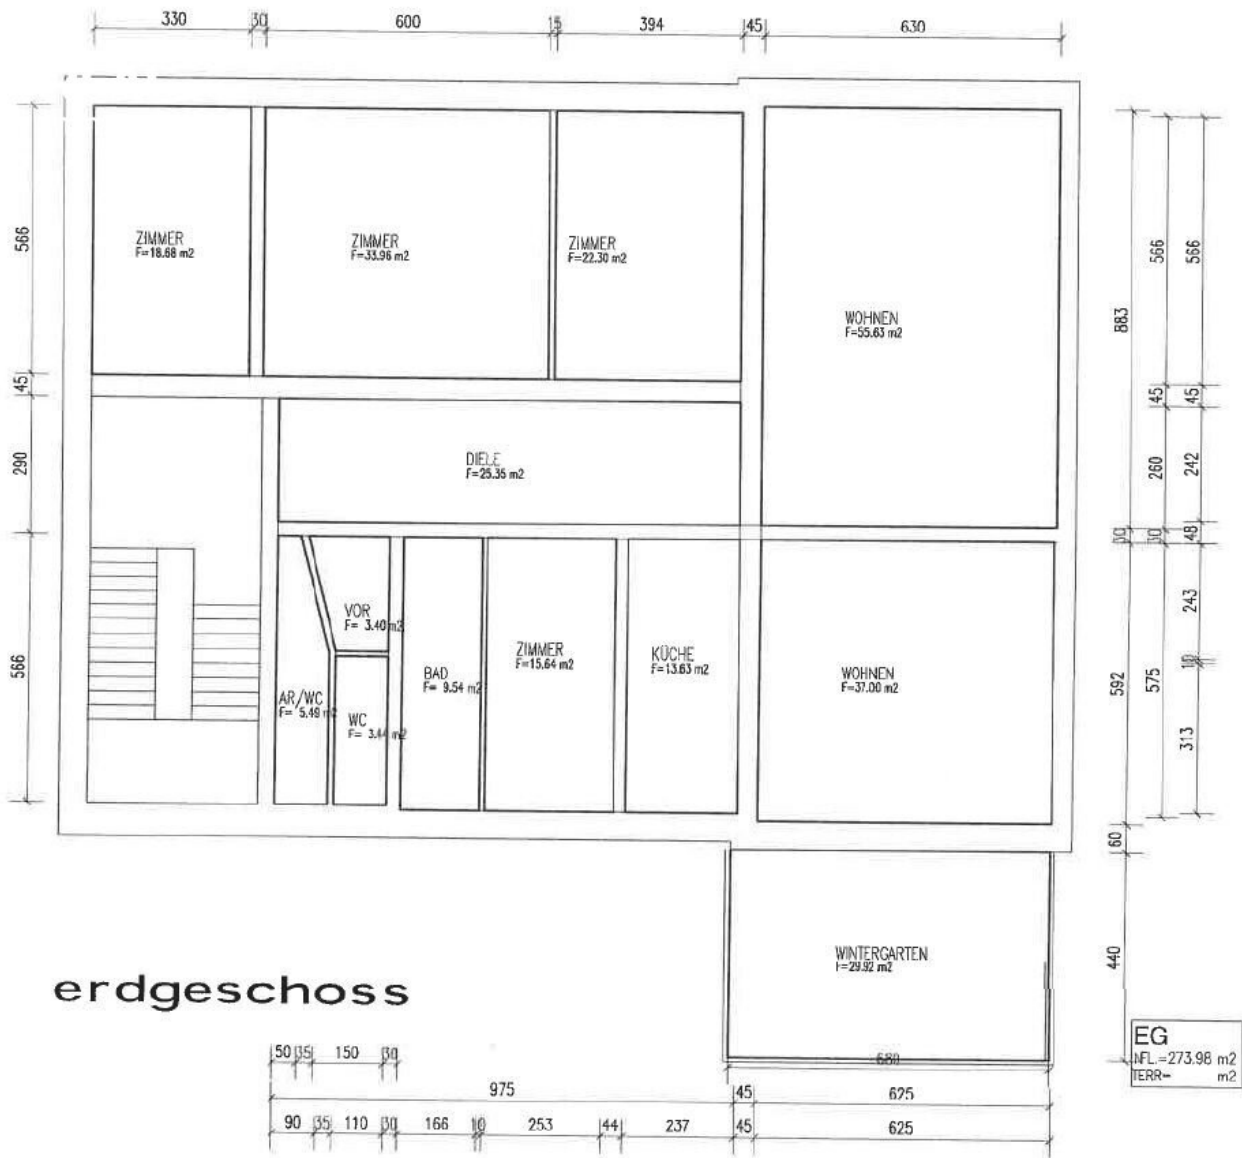 330 30 600 15 394 45 630
566
45
290
566
ZIMMER
F=18.68 m2
ZIMMER
F=33.96 m2
ZIMMER
F=22.30 m2
WOHNEN
F=55.63 m2
DIELE
F=25.35 m2
VOR
F= 3.40 m2
AR/WC
F= 5.49 m2
WC
F= 3.44 m2
BAD
F= 9.54 m2
ZIMMER
F=15.64 m2
KÜCHE
F=13.63 m2
WOHNEN
F=37.00 m2
WINTERGARTEN
F=29.92 m2
883
30
592
60
440
566
45
260
30
575
566
45
242
48
243
10
313
erdgeschoss
EG
NFL.=273.98 m2
TERR= m2
680
50 35 150 30
975 45 625
90 35 110 30 166 10 253 44 237 45 625